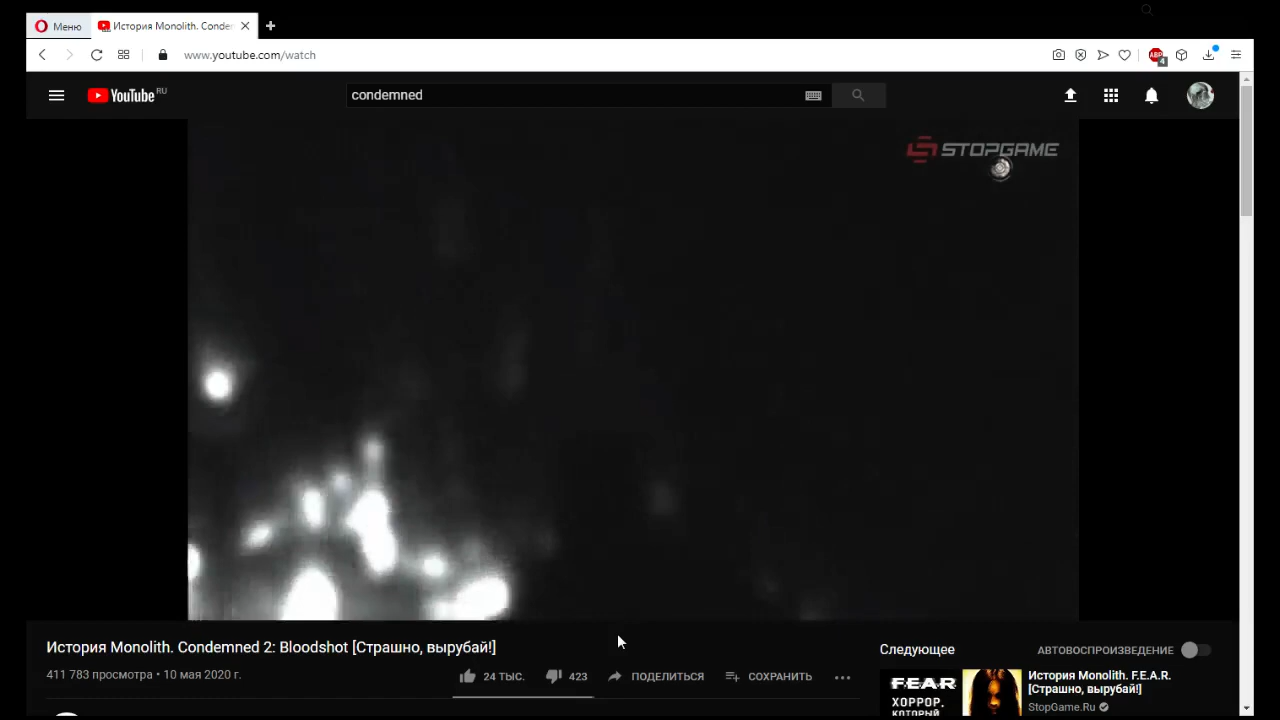 Меню
История Monolith. Conde
www.youtube.com/watch
ABP
4
YouTube RU
condemned
STOPGAME
История Monolith. Condemned 2: Bloodshot [Страшно, вырубай!]
411 783 просмотра • 10 мая 2020 г.
24 ТЫС.
423
ПОДЕЛИТЬСЯ
СОХРАНИТЬ
Следующее
АВТОВОСПРОИЗВЕДЕНИЕ
FEAR
ХОРРОР,
КОТОРЫЙ
История Monolith. F.E.A.R.
[Страшно, вырубай!]
StopGame.Ru